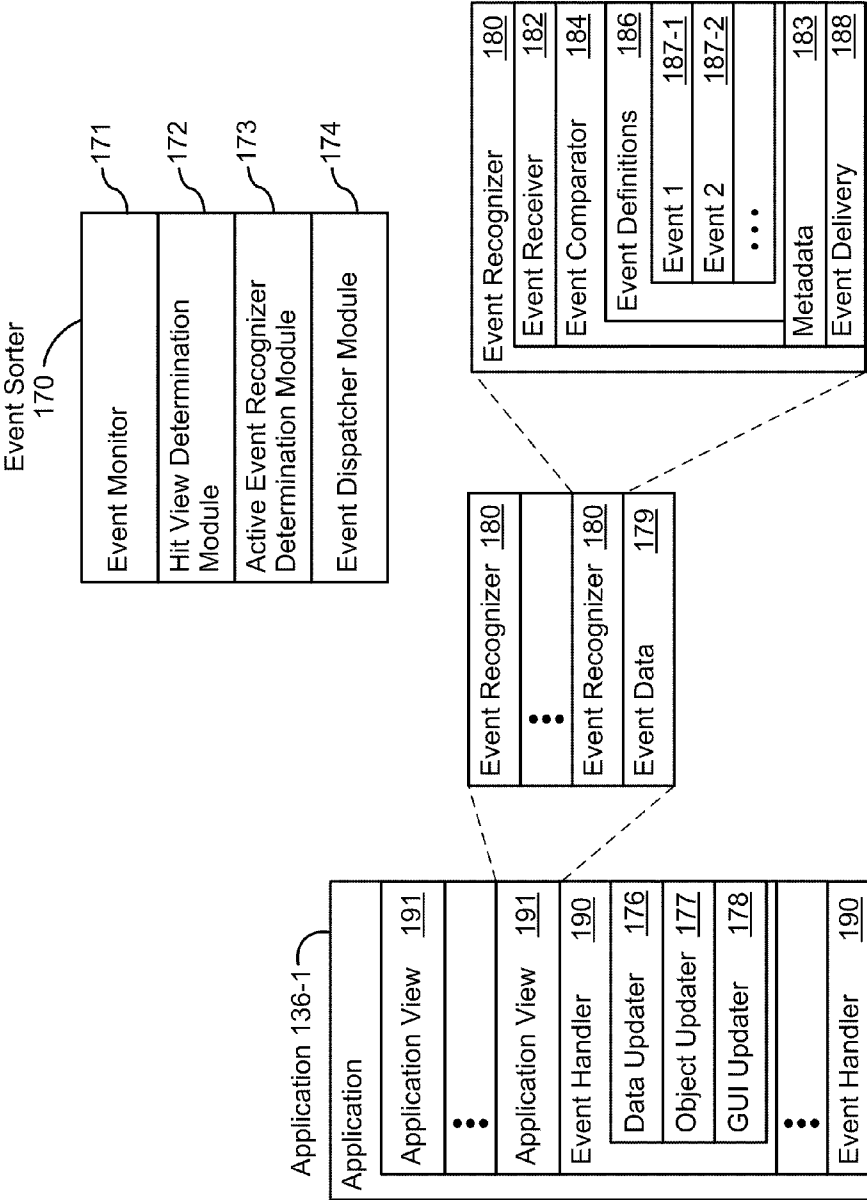 Event Sorter
170
Event Monitor
171
Hit View Determination
Module
172
Active Event Recognizer
Determination Module
173
Event Dispatcher Module
174
Application 136-1
Application
Application View 191
•••
Application View 191
Event Handler 190
Data Updater 176
Object Updater 177
GUI Updater 178
•••
Event Handler 190
Event Recognizer 180
•••
Event Recognizer 180
Event Data 179
Event Recognizer 180
Event Receiver 182
Event Comparator 184
Event Definitions 186
Event 1 187-1
Event 2 187-2
•••
Metadata 183
Event Delivery 188